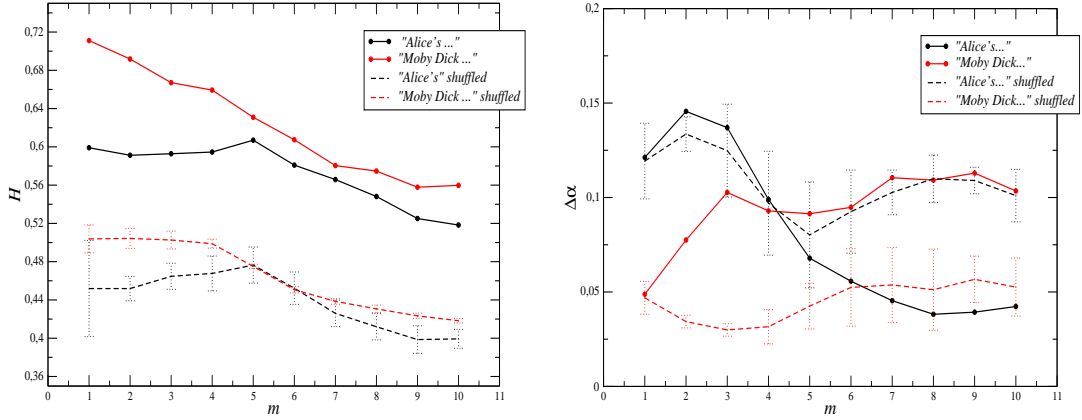 0,72
0,68
0,64
0,6
0,56
0,52
0,48
0,44
0,4
0,36
H
0 1 2 3 4 5 6 7 8 9 10 11
m
"Alice's ..."
"Moby Dick ..."
"Alice's" shuffled
"Moby Dick ..." shuffled
0,2
0,15
0,1
0,05
0
Δα
0 1 2 3 4 5 6 7 8 9 10 11
m
"Alice's..."
"Moby Dick..."
"Alice's..." shuffled
"Moby Dick..." shuffled